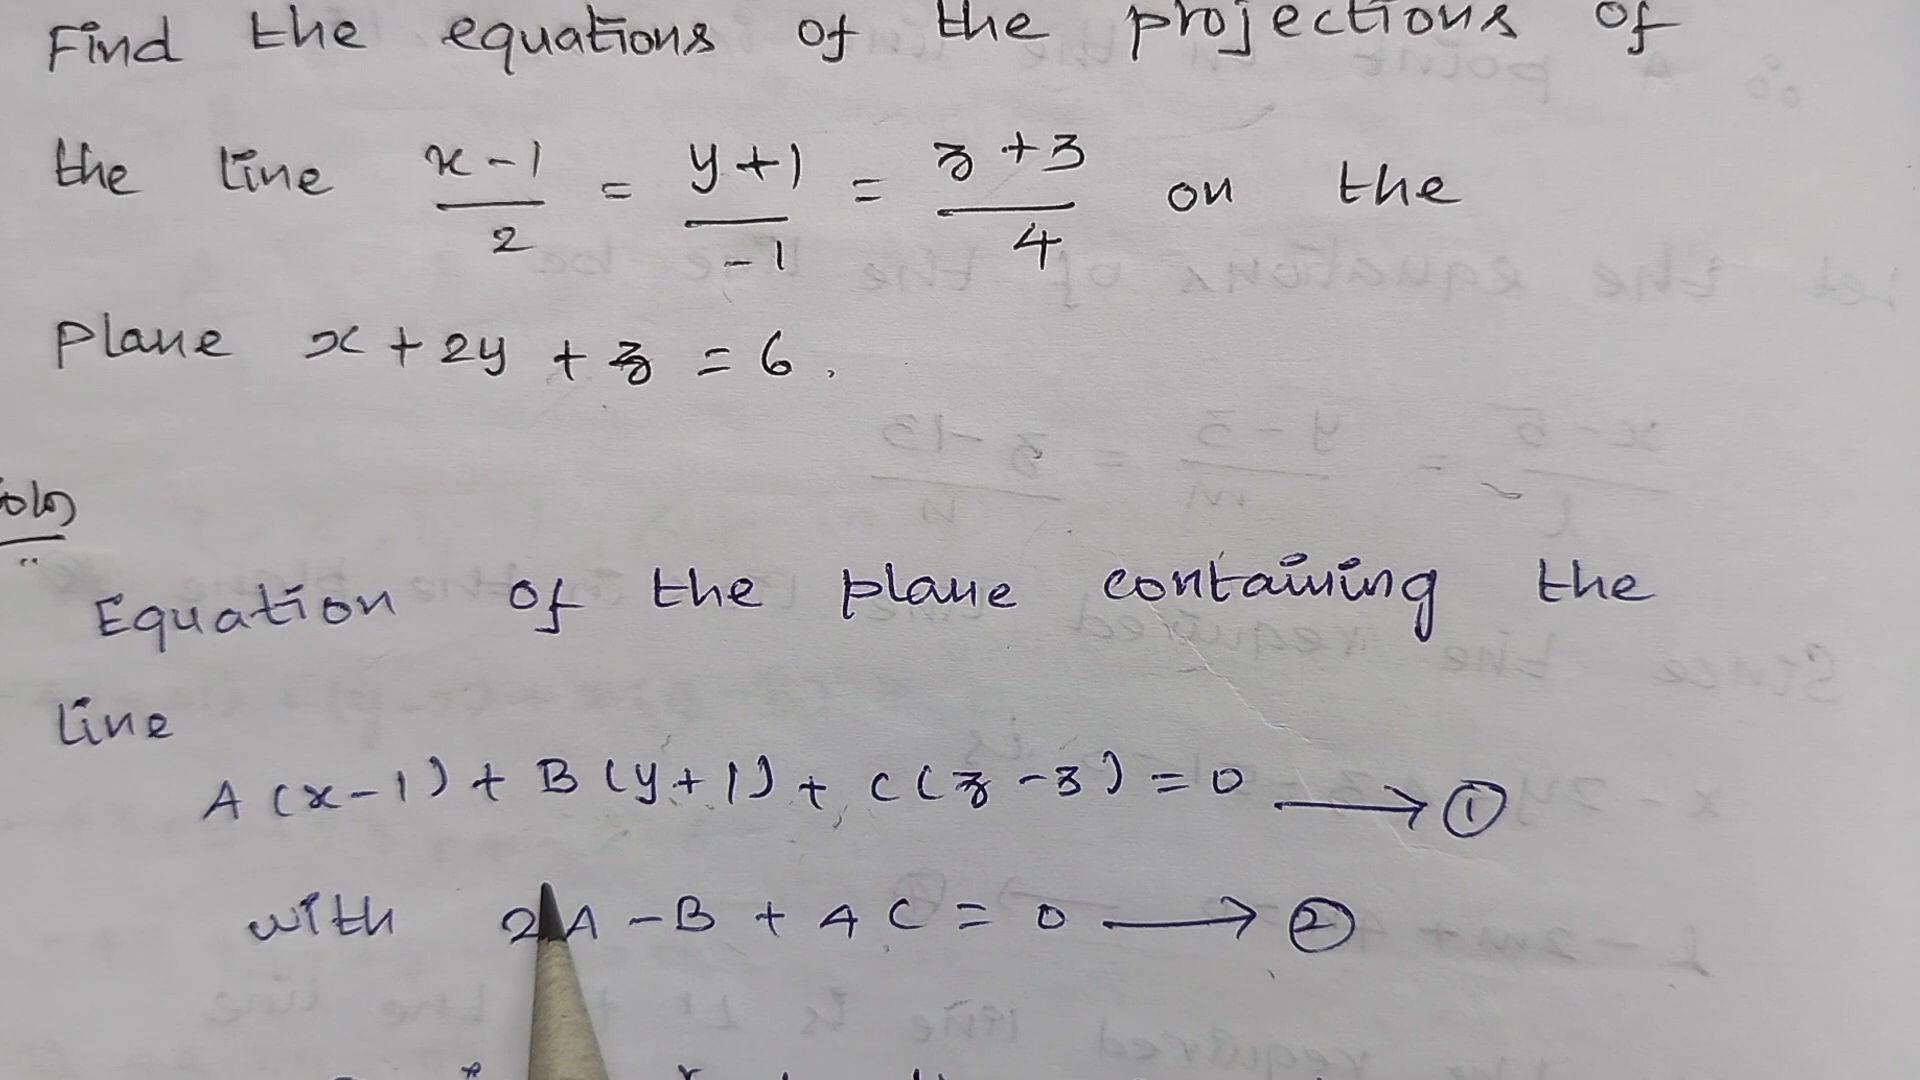 Find the equations of the projections of
the line x-1/2 = y+1/-1 = z+3/4 on the
plane x + 2y + z = 6.
Soln
Equation of the plane containing the
line
A(x-1) + B(y+1) + C(z-3) = 0 → ①
with 2A - B + 4C = 0 → ②